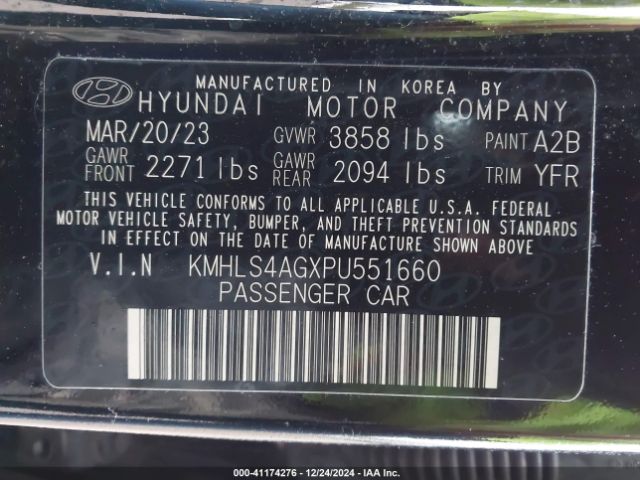 MANUFACTURED IN KOREA BY
HYUNDAI MOTOR COMPANY
MAR/20/23 GVWR 3858 lbs PAINT A2B
GAWR FRONT 2271 lbs GAWR REAR 2094 lbs TRIM YFR
THIS VEHICLE CONFORMS TO ALL APPLICABLE U.S.A. FEDERAL
MOTOR VEHICLE SAFETY, BUMPER, AND THEFT PREVENTION STANDARDS
IN EFFECT ON THE DATE OF MANUFACTURE SHOWN ABOVE
V.I.N KMHLS4AGXPU551660
PASSENGER CAR
000-41174276 - 12/24/2024 - IAA Inc.